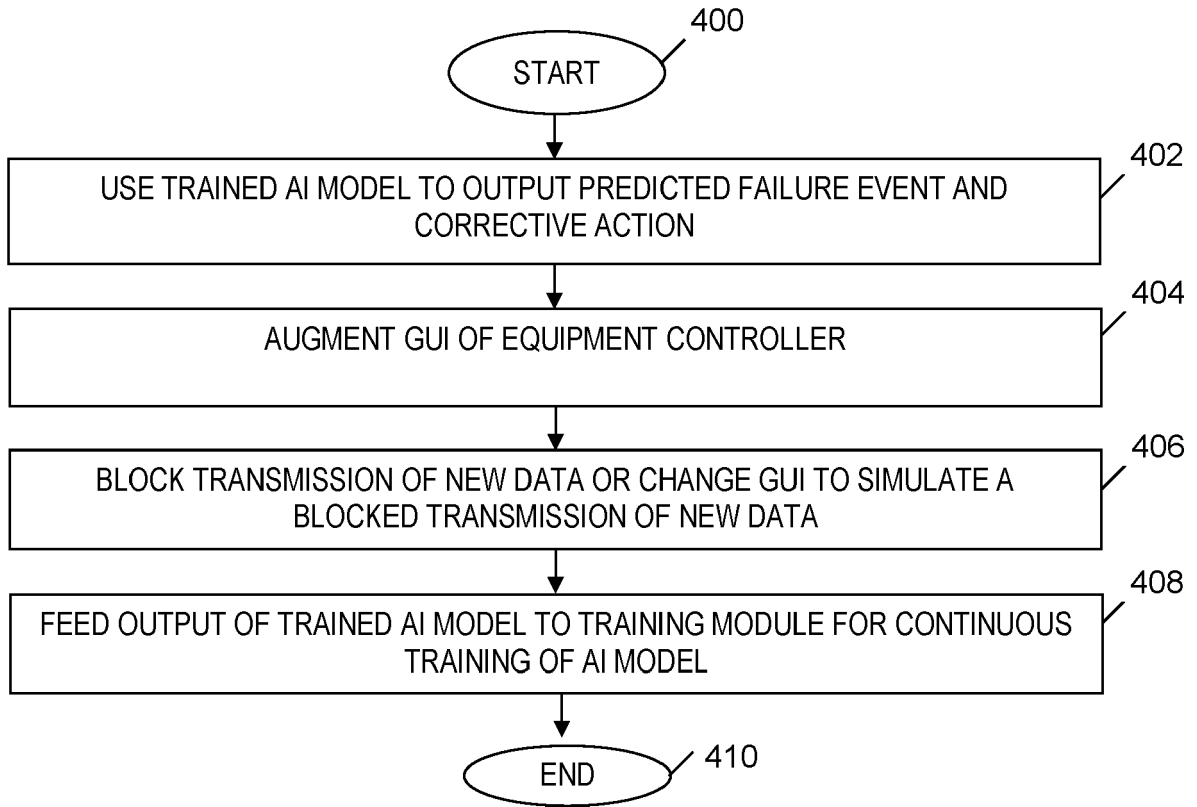 400
START
402
USE TRAINED AI MODEL TO OUTPUT PREDICTED FAILURE EVENT AND
CORRECTIVE ACTION
404
AUGMENT GUI OF EQUIPMENT CONTROLLER
406
BLOCK TRANSMISSION OF NEW DATA OR CHANGE GUI TO SIMULATE A
BLOCKED TRANSMISSION OF NEW DATA
408
FEED OUTPUT OF TRAINED AI MODEL TO TRAINING MODULE FOR CONTINUOUS
TRAINING OF AI MODEL
END
410